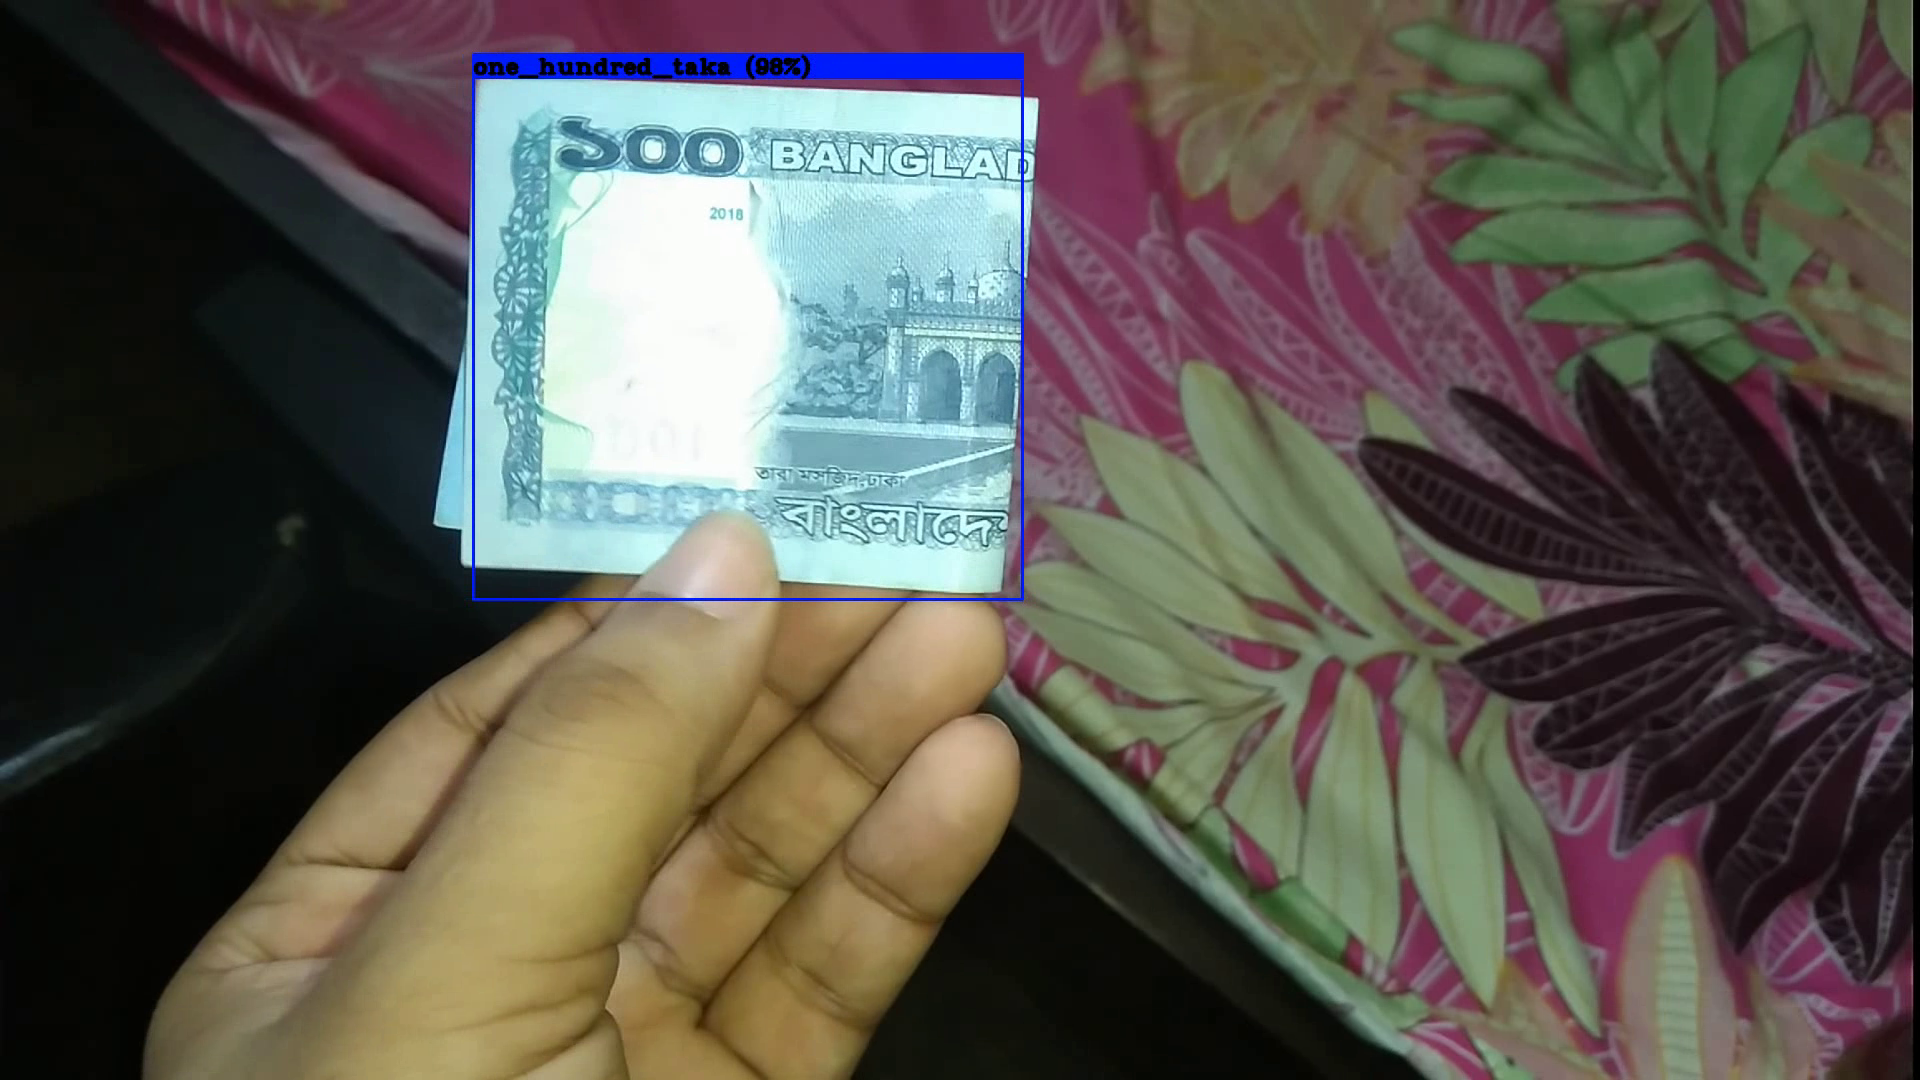 one_hundred_taka (98%)
১00 BANGLAD
2018
তারা মসজিদ, ঢাকা
বাংলাদে